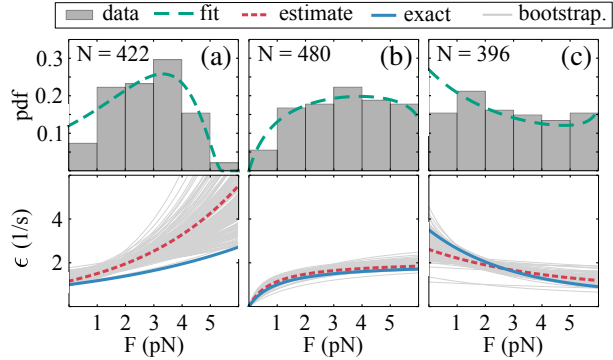 data fit estimate exact bootstrap.
N = 422 (a) N = 480 (b) N = 396 (c)
pdf
0.3
0.2
0.1
ϵ (1/s)
4
2
1 2 3 4 5 1 2 3 4 5 1 2 3 4 5
F (pN) F (pN) F (pN)